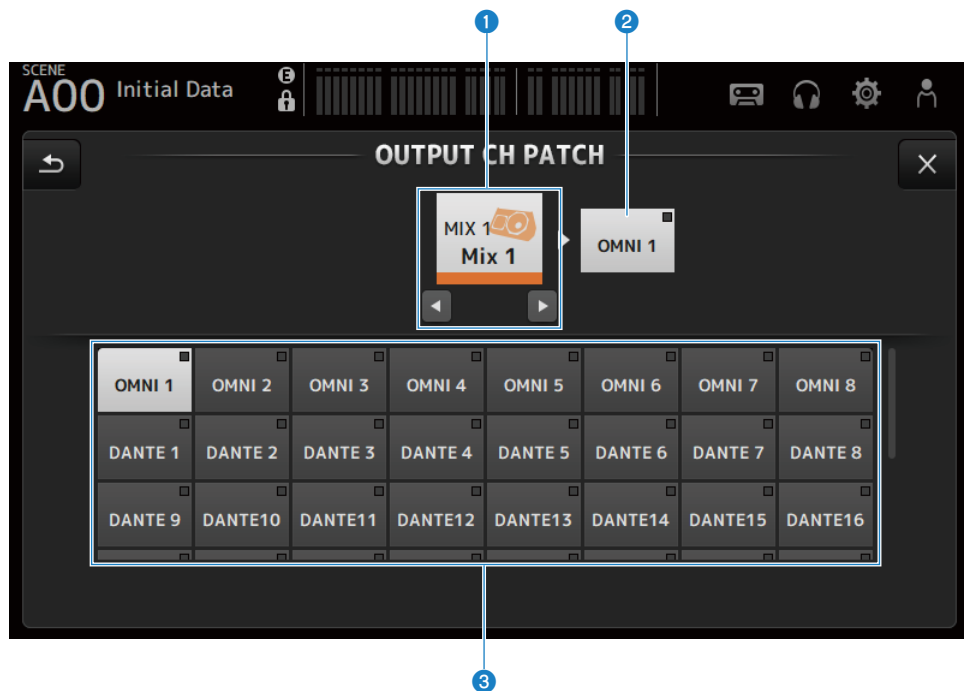 1 2
SCENE
A00 Initial Data E
OUTPUT CH PATCH
MIX 1
Mix 1
OMNI 1
OMNI 1 OMNI 2 OMNI 3 OMNI 4 OMNI 5 OMNI 6 OMNI 7 OMNI 8
DANTE 1 DANTE 2 DANTE 3 DANTE 4 DANTE 5 DANTE 6 DANTE 7 DANTE 8
DANTE 9 DANTE10 DANTE11 DANTE12 DANTE13 DANTE14 DANTE15 DANTE16
3